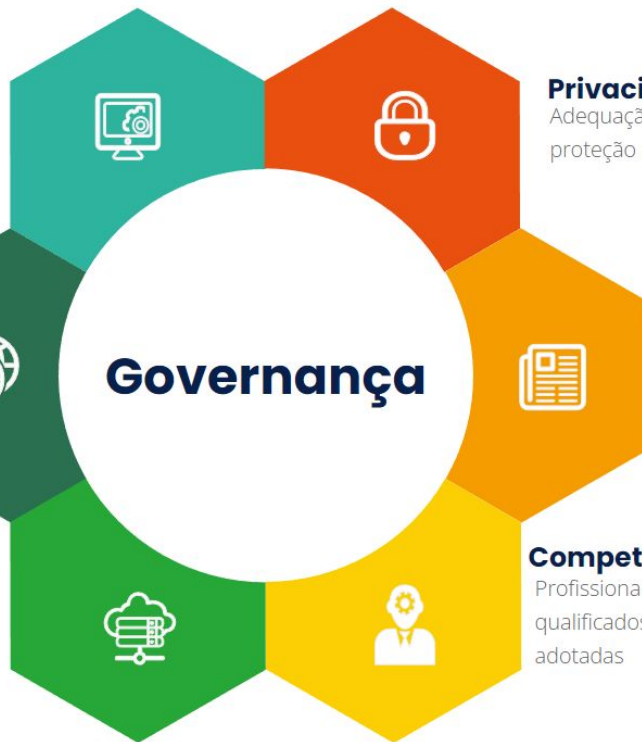 Privaci
Adequaçã
proteção
Governança
Compet
Profissiona
qualificados
adotadas